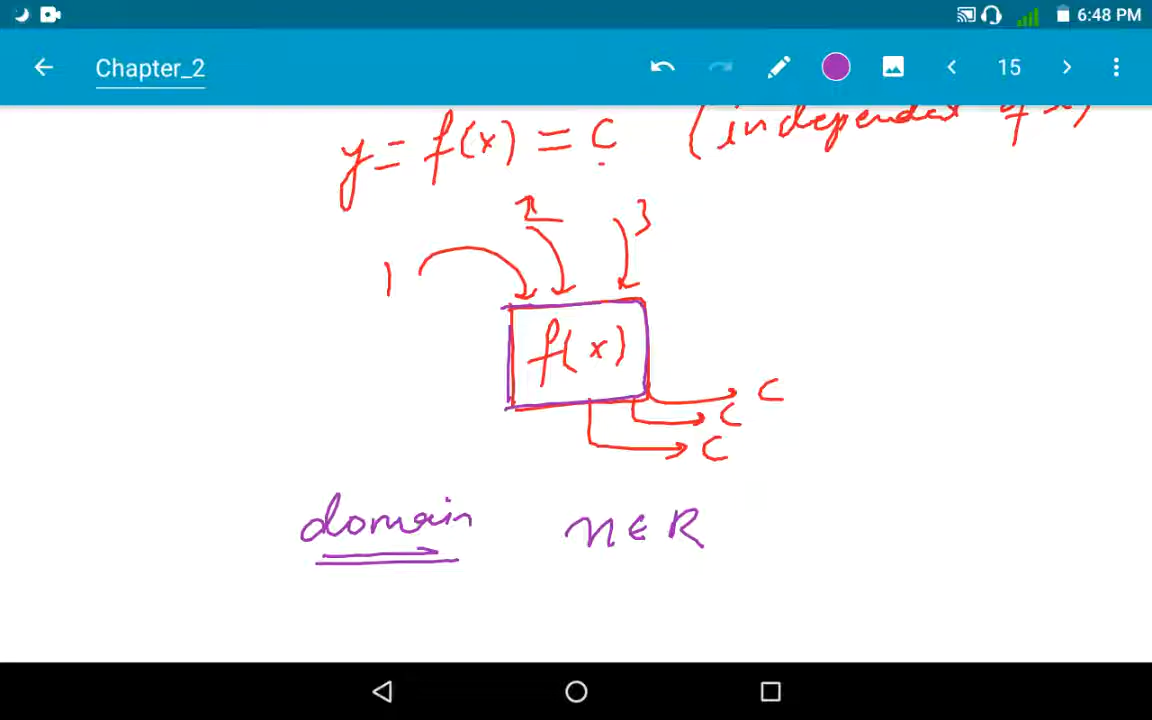 6:48 PM
Chapter_2
15
y = f(x) = C (independent of x)
2 3
1
f(x)
C
C
C
domain x ∈ R